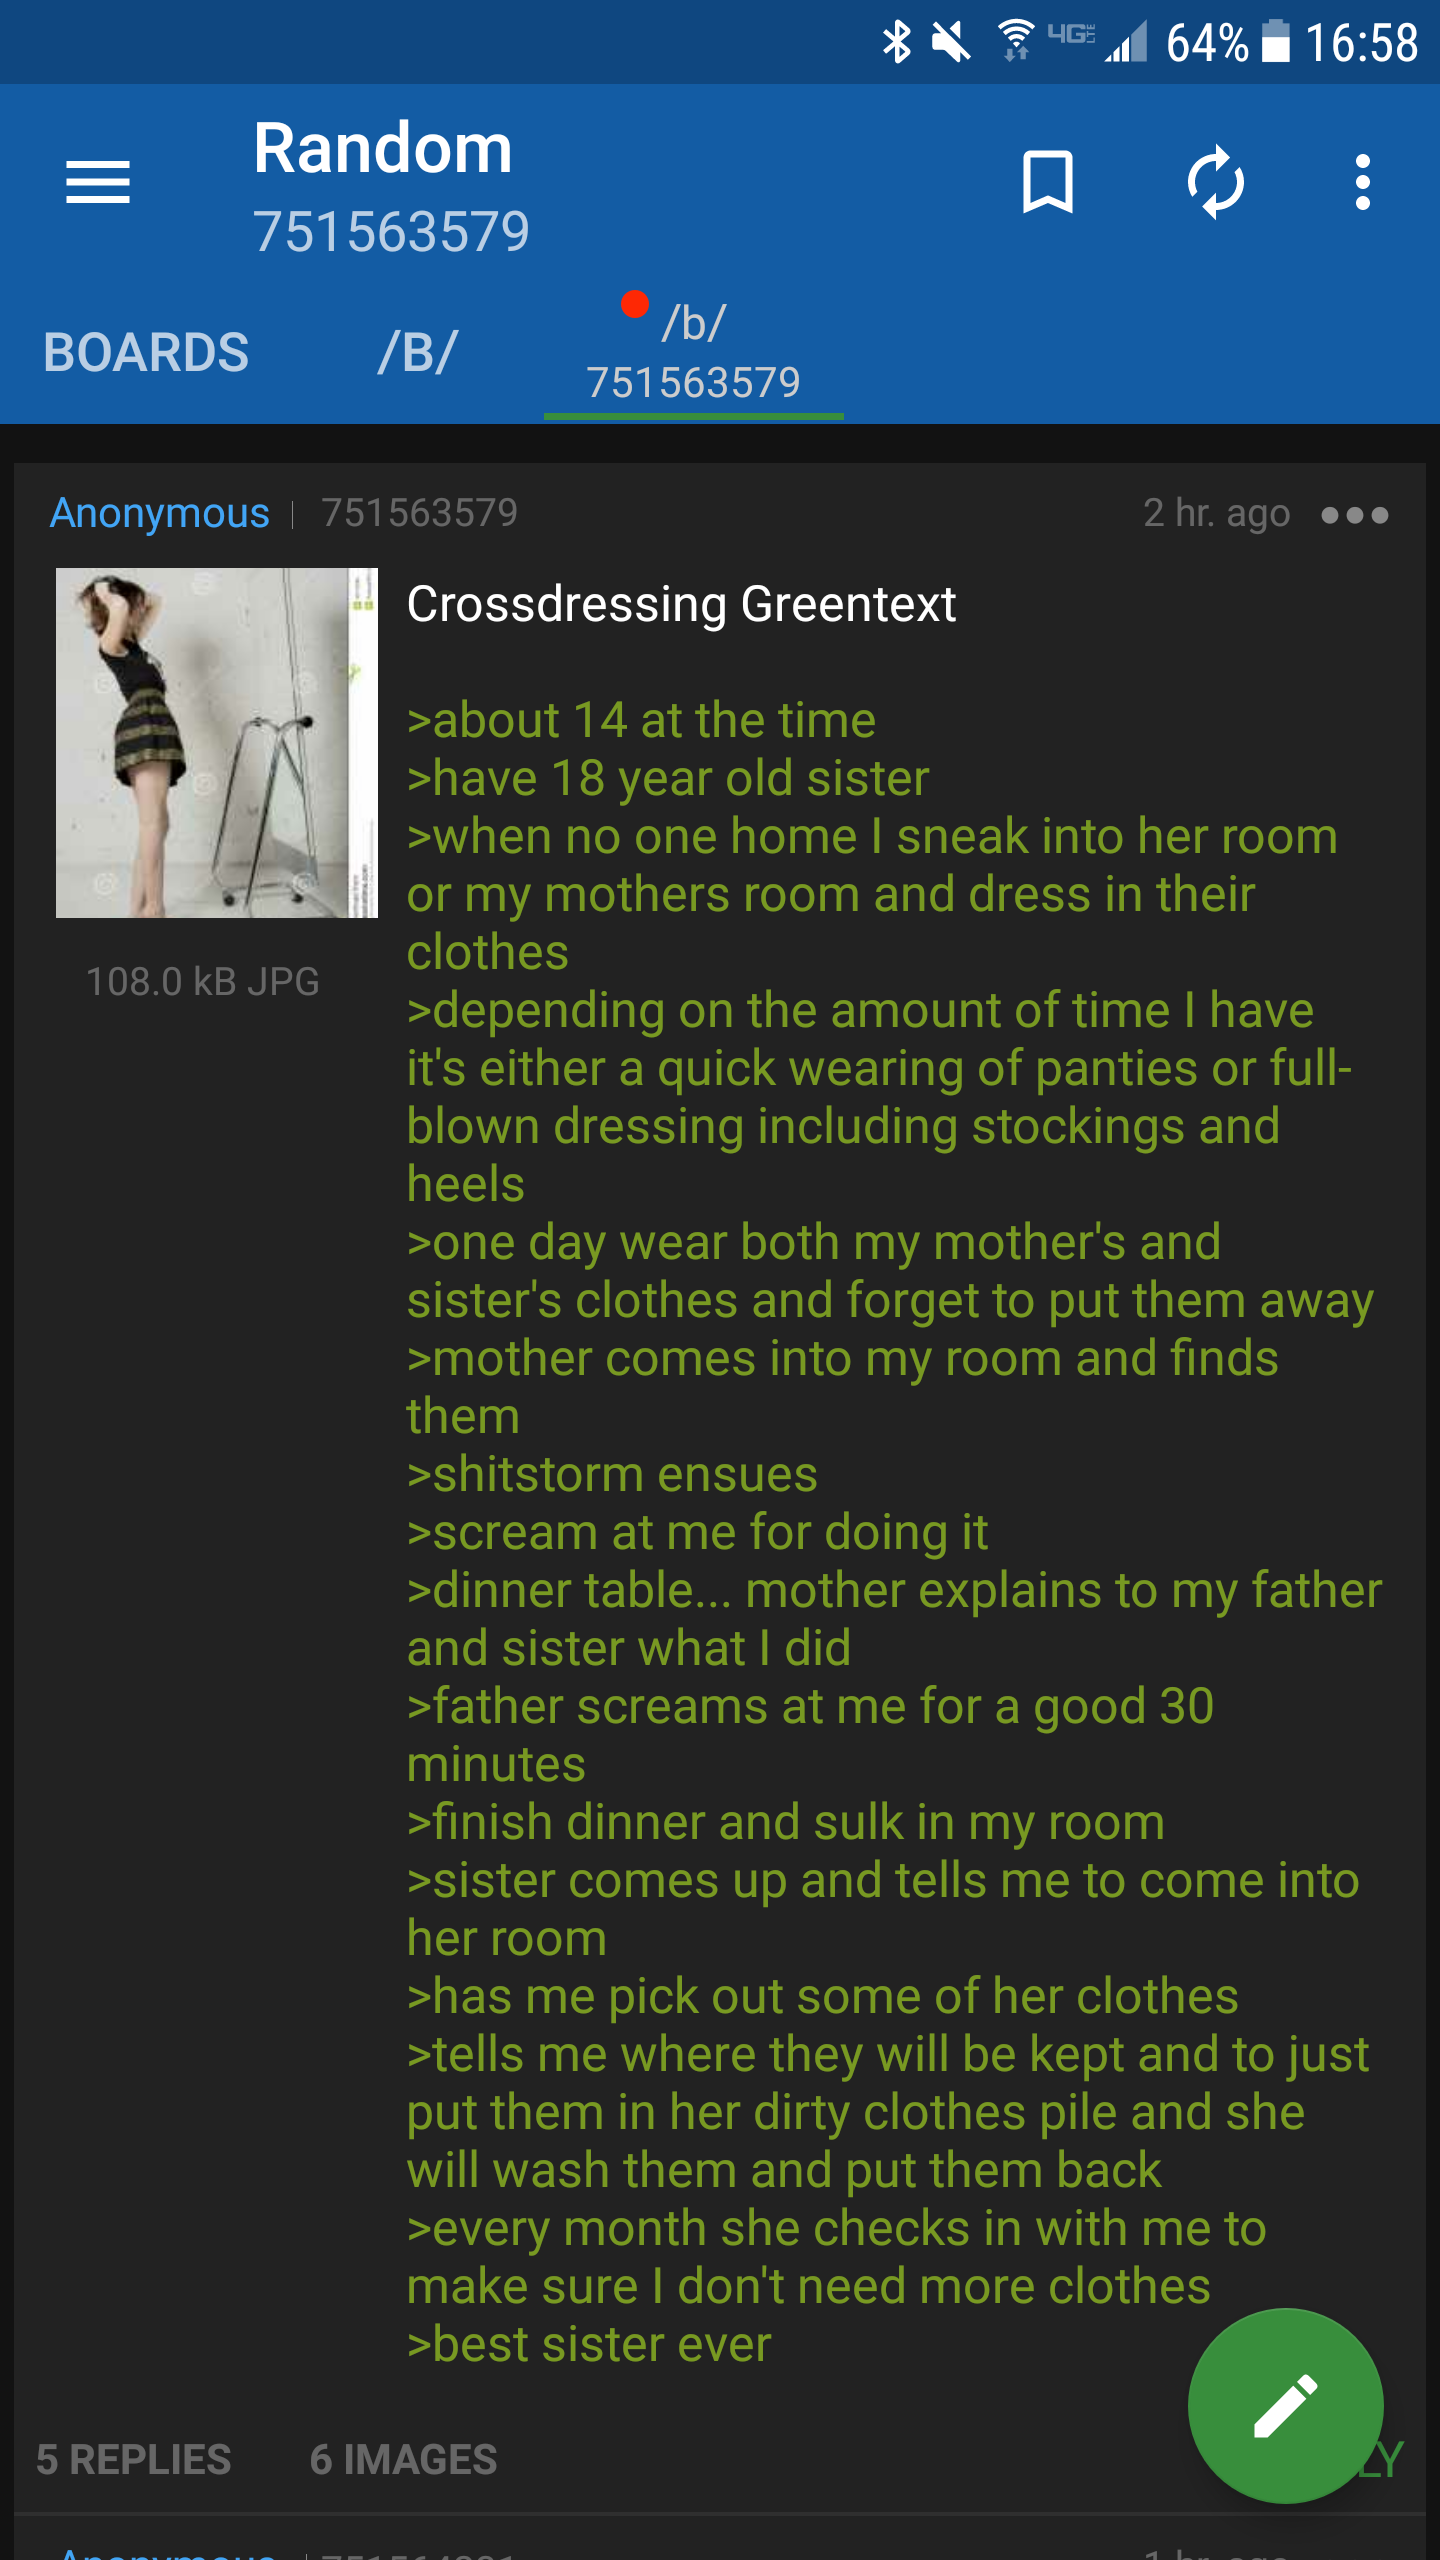 64% 16:58
Random
751563579
BOARDS
/B/
/b/
751563579
Anonymous | 751563579
2 hr. ago
Crossdressing Greentext
>about 14 at the time
>have 18 year old sister
>when no one home I sneak into her room
or my mothers room and dress in their
clothes
>depending on the amount of time I have
it's either a quick wearing of panties or full-
blown dressing including stockings and
heels
>one day wear both my mother's and
sister's clothes and forget to put them away
>mother comes into my room and finds
them
>shitstorm ensues
>scream at me for doing it
>dinner table... mother explains to my father
and sister what I did
>father screams at me for a good 30
minutes
>finish dinner and sulk in my room
>sister comes up and tells me to come into
her room
>has me pick out some of her clothes
>tells me where they will be kept and to just
put them in her dirty clothes pile and she
will wash them and put them back
>every month she checks in with me to
make sure I don't need more clothes
>best sister ever
108.0 kB JPG
5 REPLIES
6 IMAGES
Anonymous
1 hr. ago